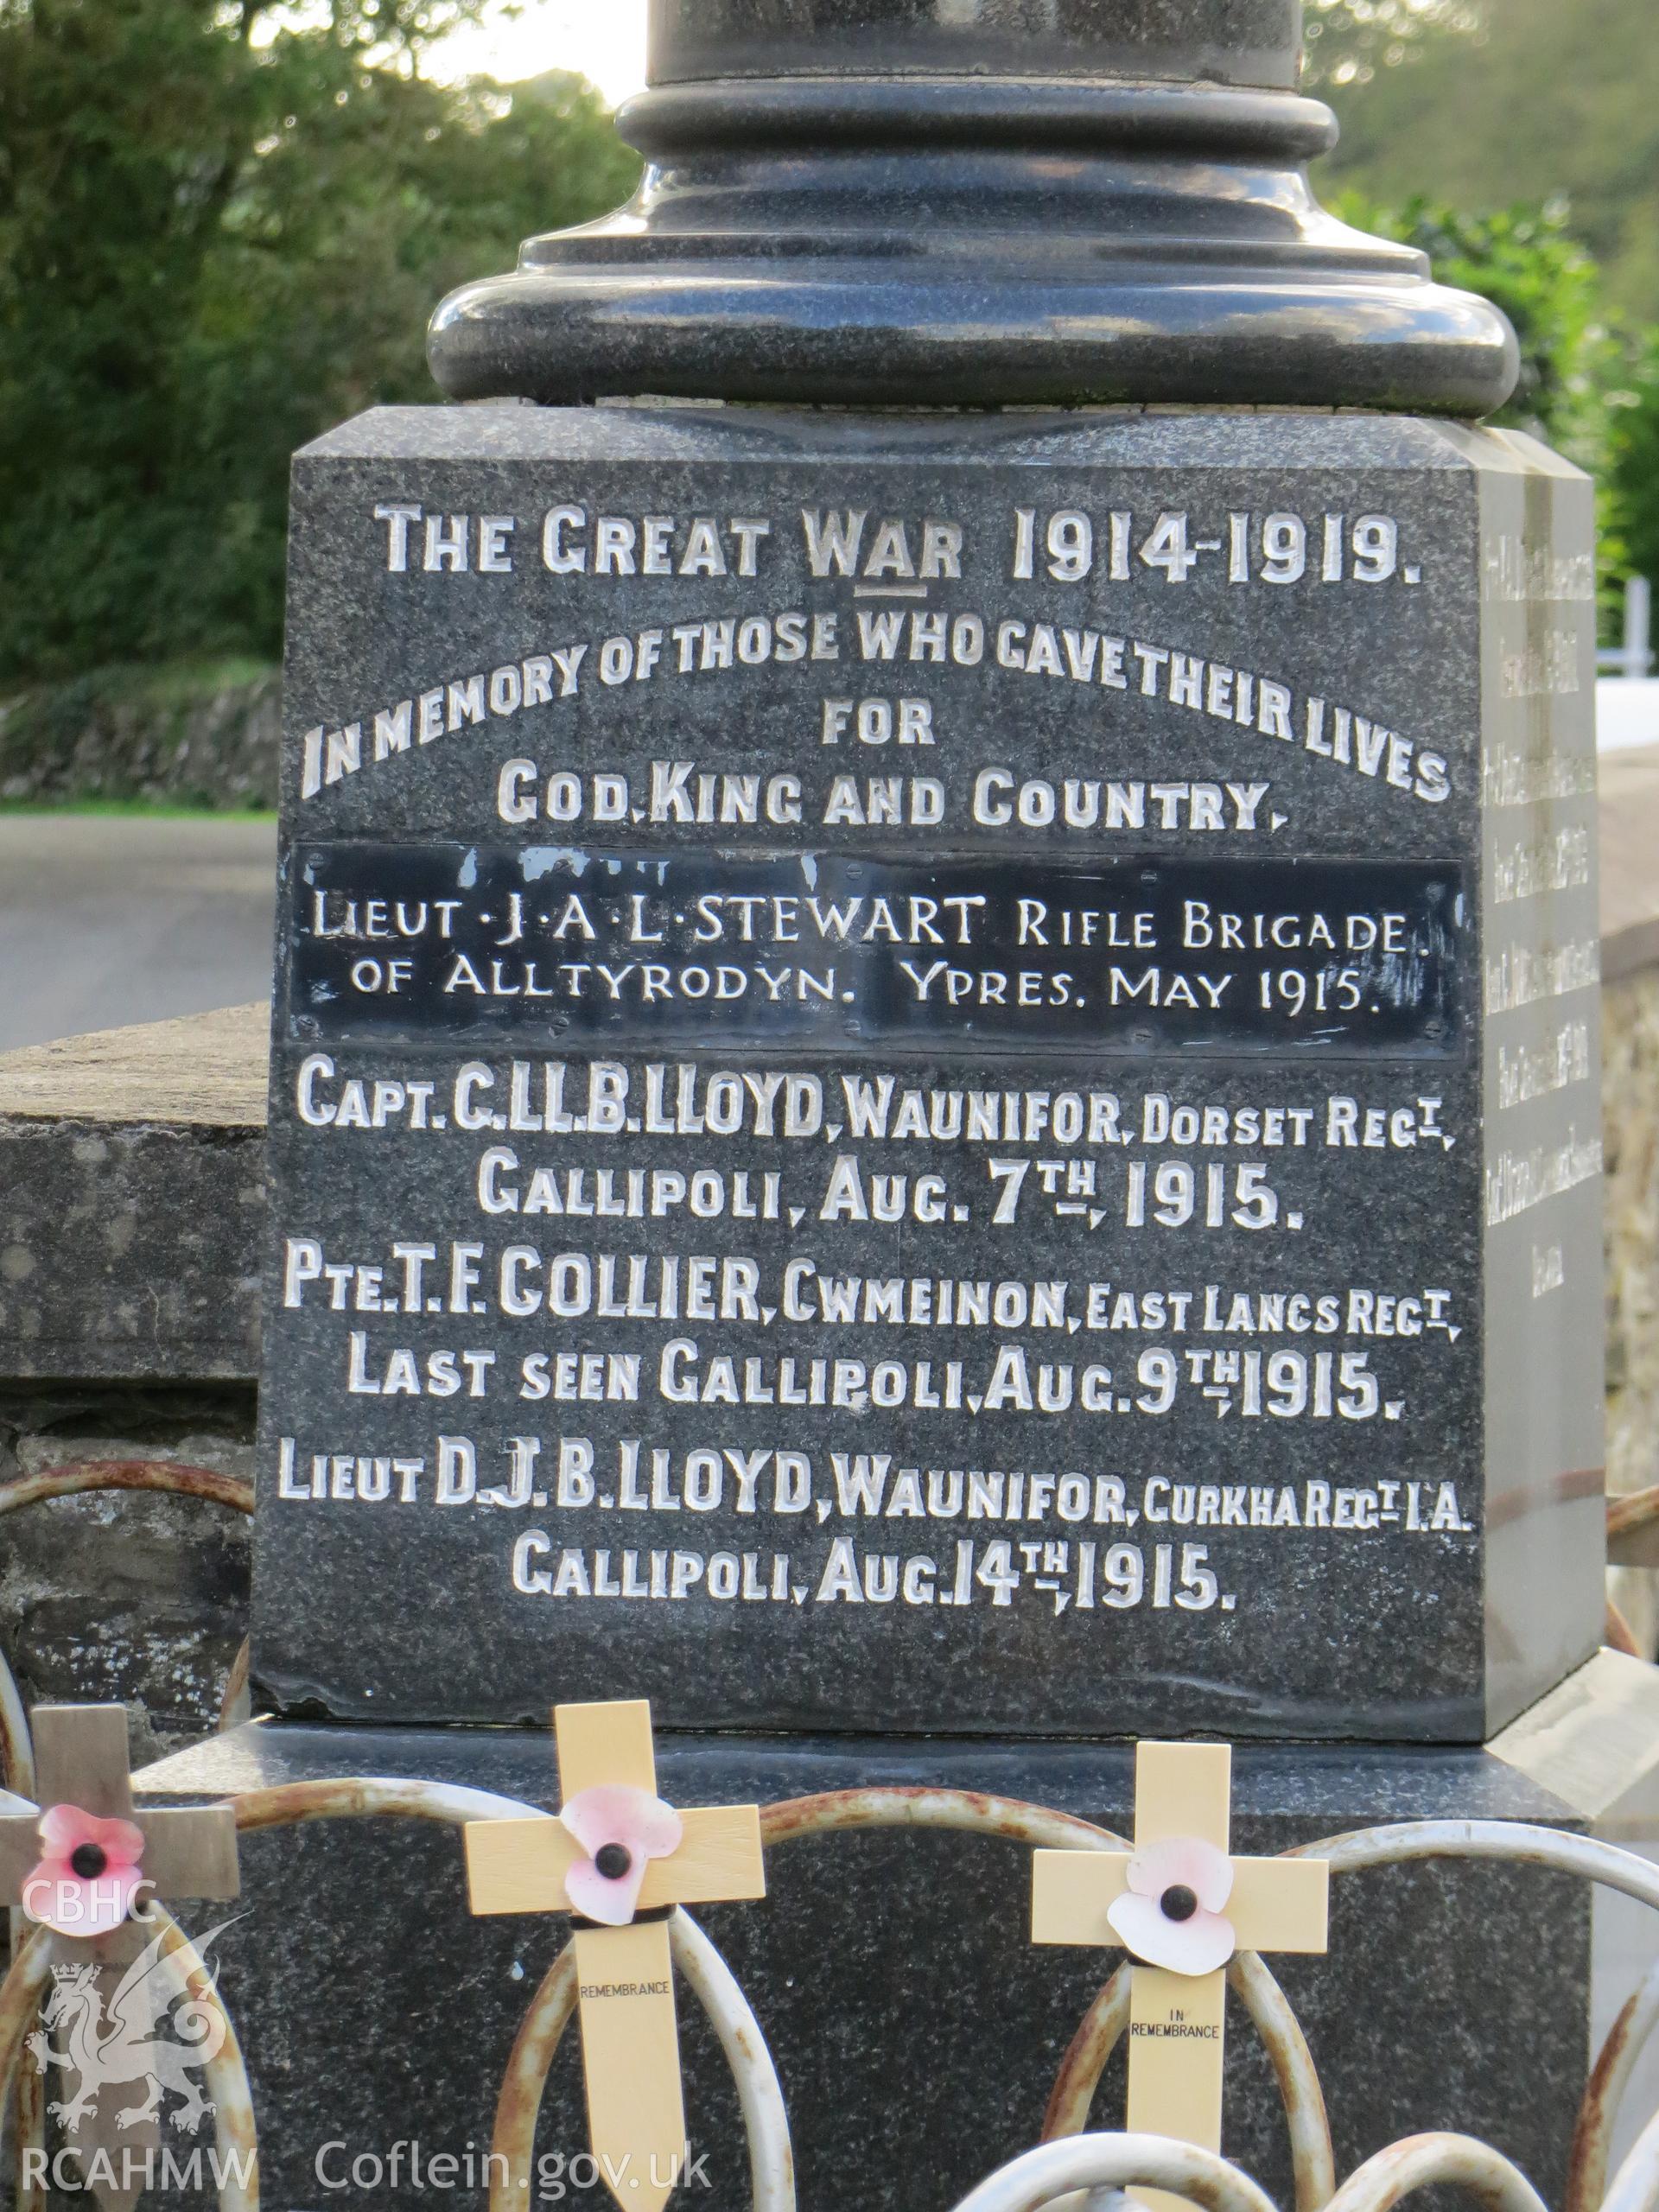 THE GREAT WAR 1914-1919.
IN MEMORY OF THOSE WHO GAVE THEIR LIVES
FOR
GOD, KING AND COUNTRY.
LIEUT·J·A·L·STEWART RIFLE BRIGADE.
OF ALLTYRODYN. YPRES. MAY 1915.
CAPT. G.LL.B.LLOYD, WAUNIFOR, DORSET REGT,
GALLIPOLI, AUG. 7TH, 1915.
PTE.T.F.COLLIER, CWMEINON, EAST LANCS REGT,
LAST SEEN GALLIPOLI, AUG. 9TH, 1915.
LIEUT D.J.B.LLOYD, WAUNIFOR, GURKHA REGT I.A.
GALLIPOLI, AUG. 14TH, 1915.
REMEMBRANCE
IN
REMEMBRANCE
CBHC
RCAHMW Coflein.gov.uk